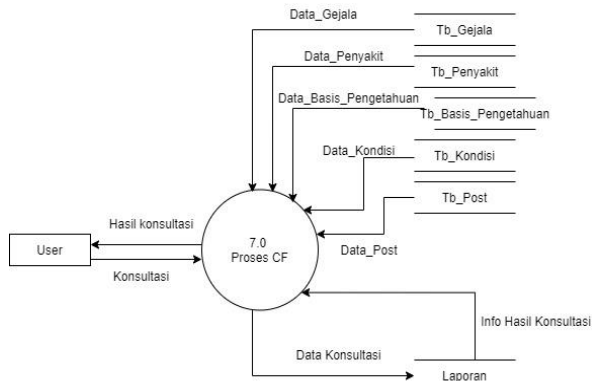 Data_Gejala
Tb_Gejala
Data_Penyakit
Tb_Penyakit
Data_Basis_Pengetahuan
Tb_Basis_Pengetahuan
Data_Kondisi
Tb_Kondisi
Tb_Post
Data_Post
Hasil konsultasi
User
Konsultasi
7.0
Proses CF
Info Hasil Konsultasi
Data Konsultasi
Laporan